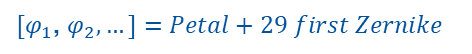 [φ₁, φ₂, …] = Petal + 29 first Zernike